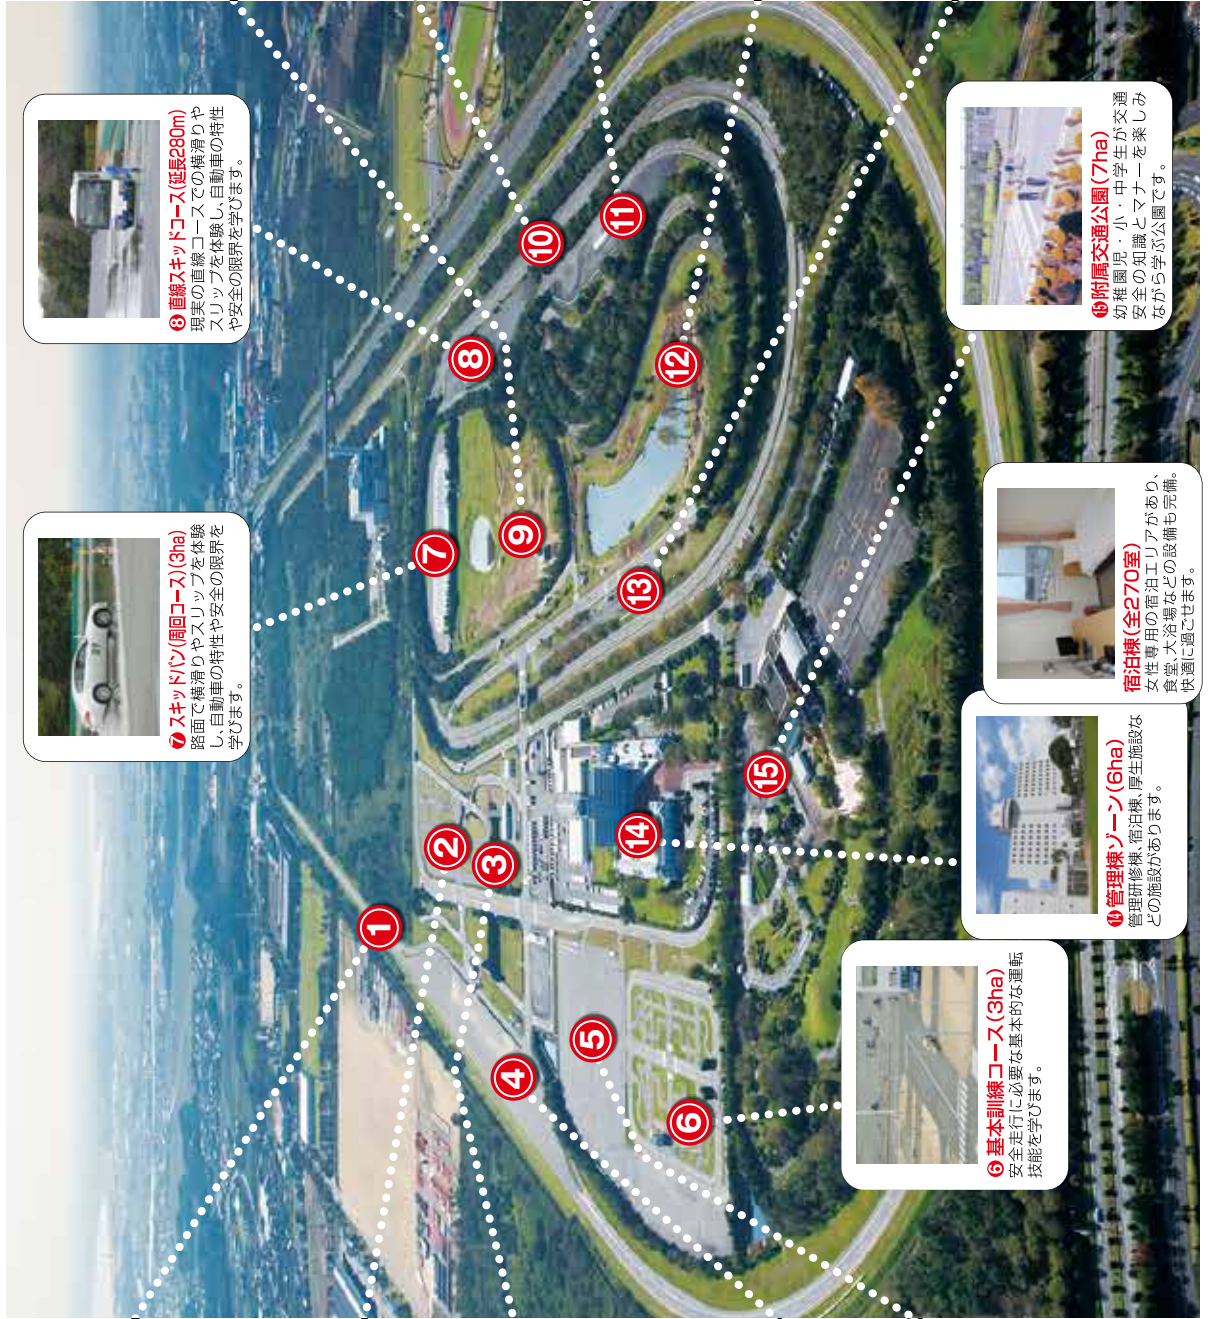 ❼スキッドパン(周回コース)(3ha)
路面で横滑りやスリップを体験
し、自動車の特性や安全の限界を
学びます。
❽直線スキッドコース(延長280m)
現実の直線コースでの横滑りや
スリップを体験し、自動車の特性
や安全の限界を学びます。
①
②
③
④
⑤
⑥
⑦
⑧
⑨
⑩
⑪
⑫
⑬
⑭
⑮
❻基本訓練コース(3ha)
安全走行に必要な基本的な運転
技能を学びます。
⓮管理棟ゾーン(6ha)
管理研修棟、宿泊棟、厚生施設な
どの施設があります。
宿泊棟(全270室)
女性専用の宿泊エリアがあり、
食堂、大浴場などの設備も完備。
快適に過ごせます。
⓯附属交通公園(7ha)
幼稚園児・小・中学生が交通
安全の知識とマナーを楽しみ
ながら学ぶ公園です。